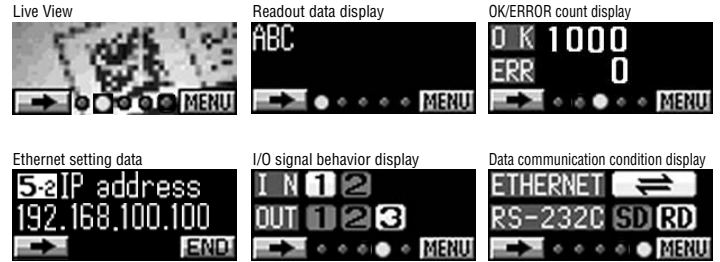 Live View
MENU
Readout data display
ABC
MENU
OK/ERROR count display
OK 1000
ERR 0
MENU
Ethernet setting data
5-2 IP address
192.168.100.100
END
I/O signal behavior display
IN 1 2
OUT 1 2 3
MENU
Data communication condition display
ETHERNET
RS-232C SD RD
MENU